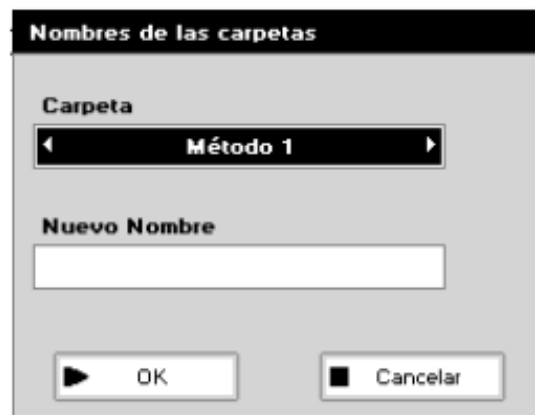 Nombres de las carpetas
Carpeta
Método 1
Nuevo Nombre
OK
Cancelar